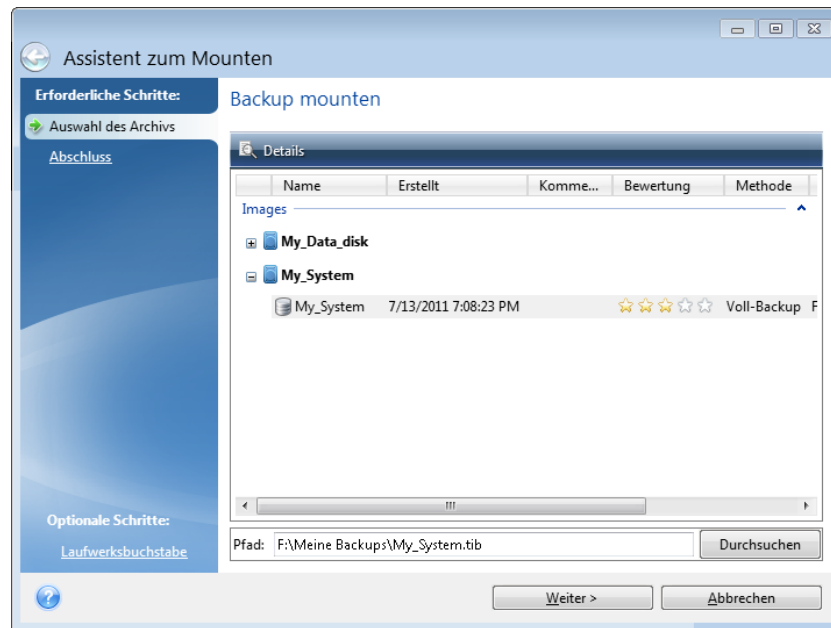 Assistent zum Mounten
Erforderliche Schritte:
Auswahl des Archivs
Abschluss
Optionale Schritte:
Laufwerksbuchstabe
Backup mounten
Details
Name Erstellt Komme... Bewertung Methode
Images
My_Data_disk
My_System
My_System 7/13/2011 7:08:23 PM Voll-Backup F
Pfad: F:\Meine Backups\My_System.tib Durchsuchen
Weiter > Abbrechen